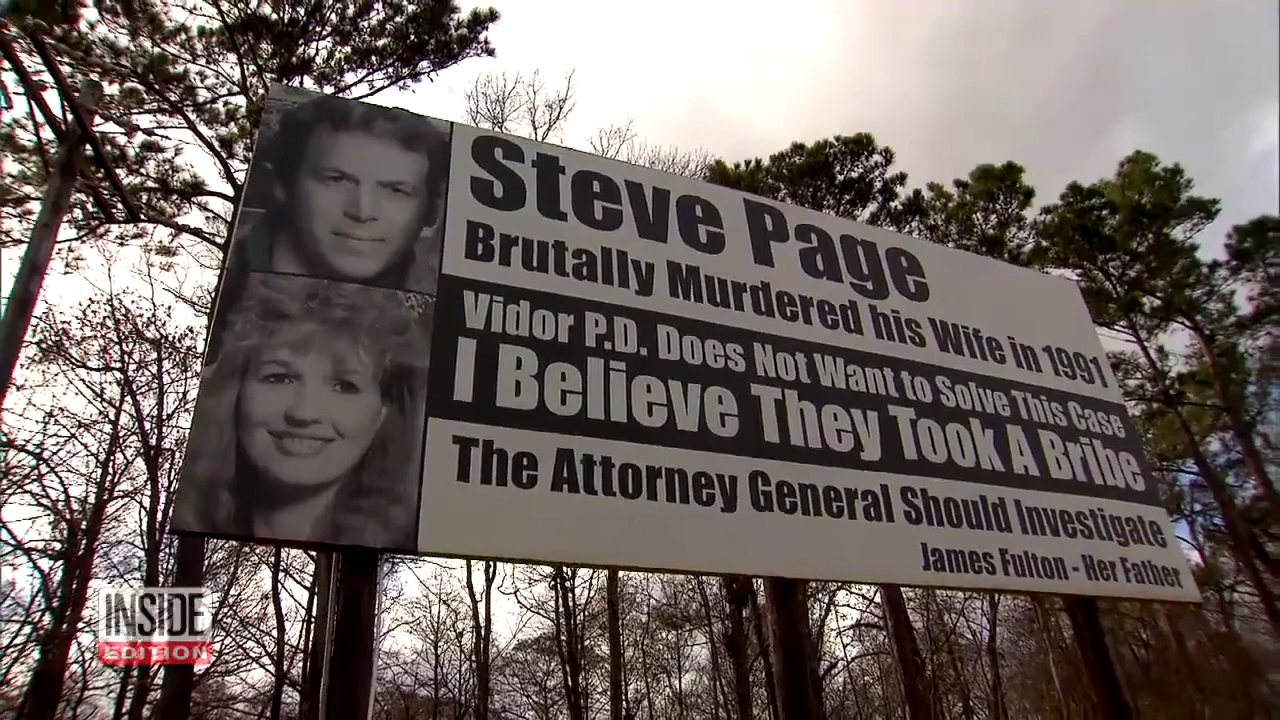 Steve Page
Brutally Murdered his Wife in 1991
Vidor P.D. Does Not Want to Solve This Case
I Believe They Took A Bribe
The Attorney General Should Investigate
James Fulton - Her Father
INSIDE
EDITION